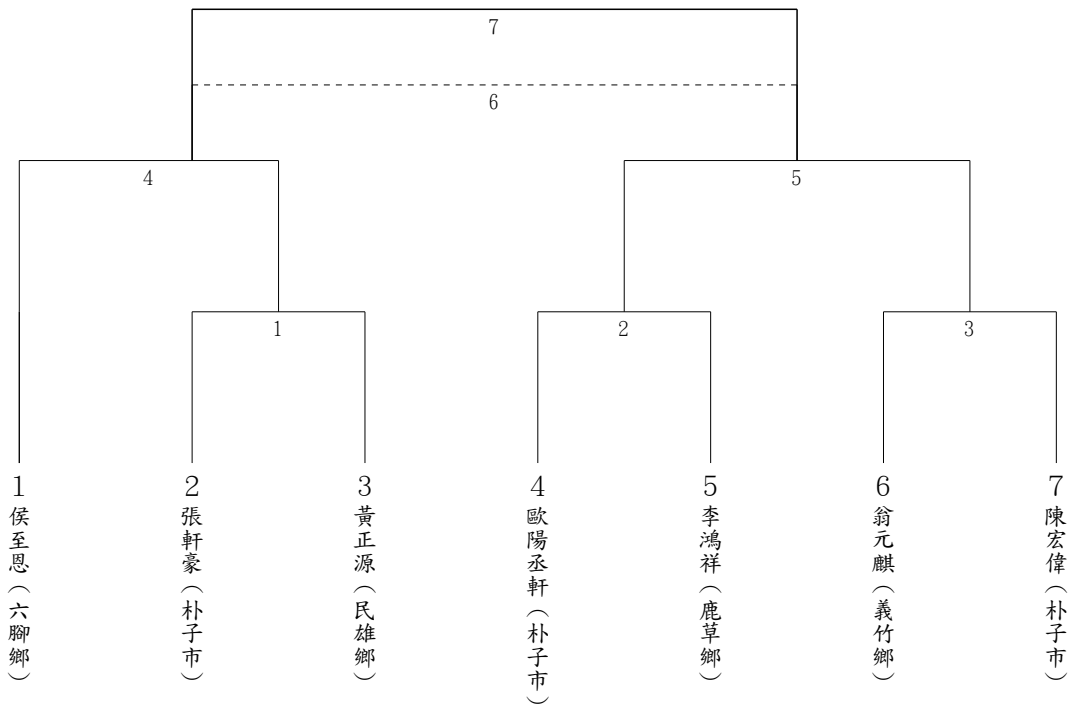 7
6
4
5
1
2
3
1
侯至恩（六腳鄉）
2
張軒豪（朴子市）
3
黃正源（民雄鄉）
4
歐陽丞軒（朴子市）
5
李鴻祥（鹿草鄉）
6
翁元麒（義竹鄉）
7
陳宏偉（朴子市）